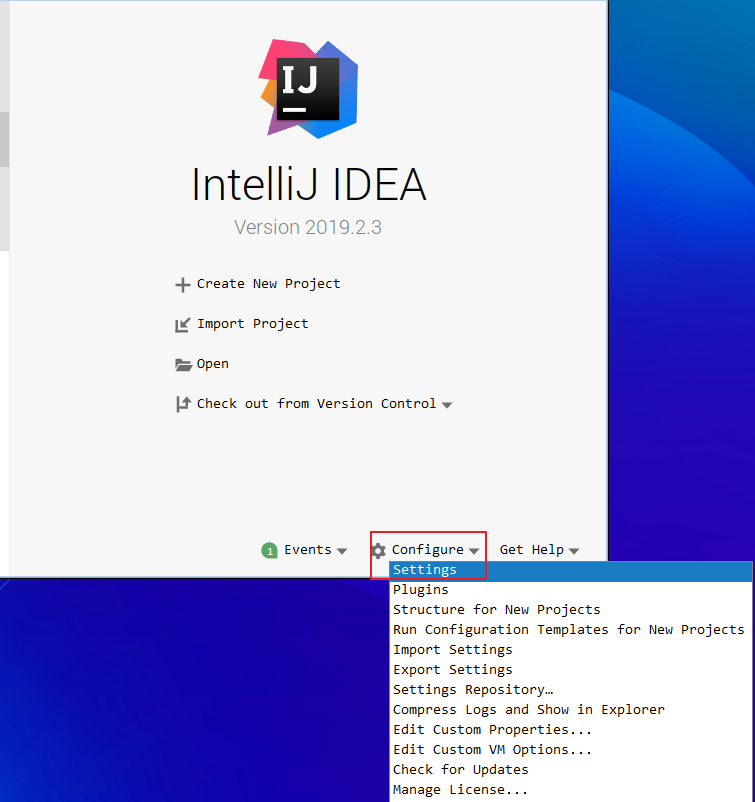 IJ
IntelliJ IDEA
Version 2019.2.3
Create New Project
Import Project
Open
Check out from Version Control
1 Events Configure Get Help
Settings
Plugins
Structure for New Projects
Run Configuration Templates for New Projects
Import Settings
Export Settings
Settings Repository…
Compress Logs and Show in Explorer
Edit Custom Properties...
Edit Custom VM Options...
Check for Updates
Manage License...